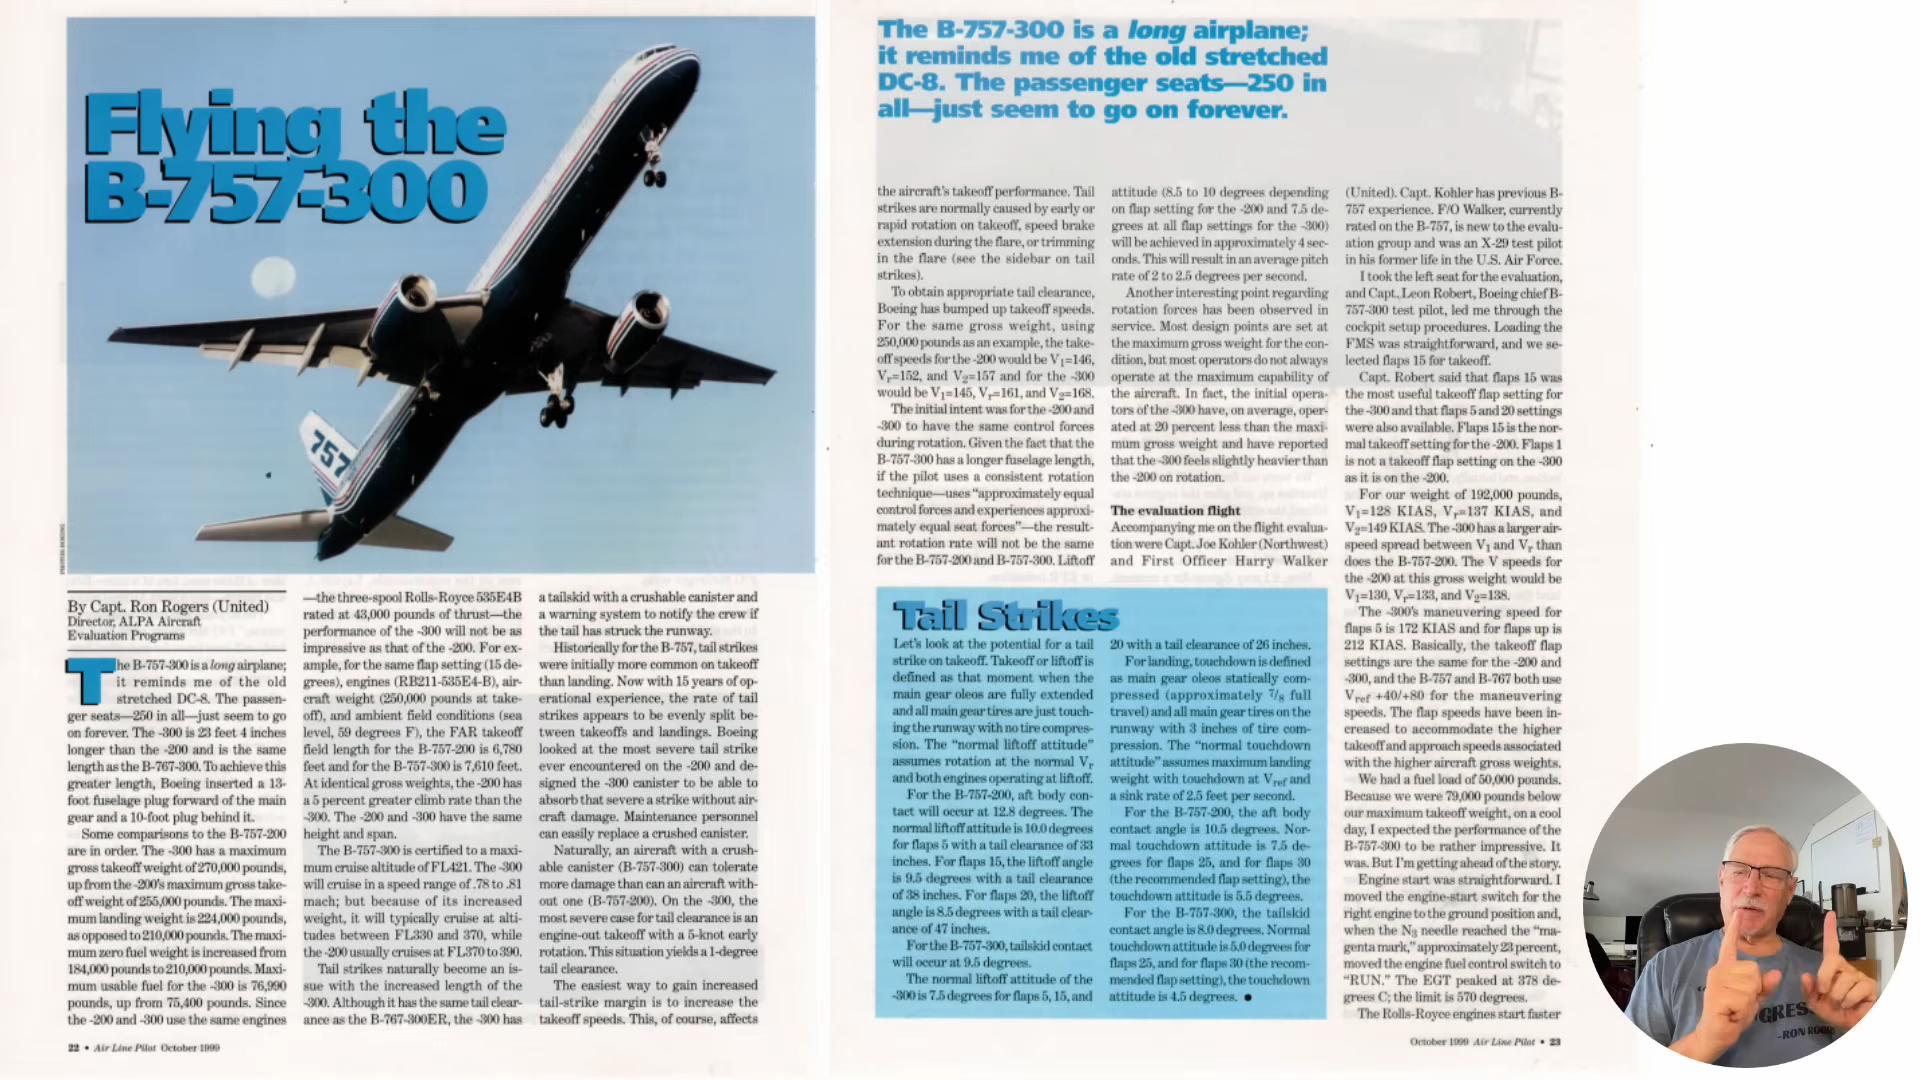 Flying the
B-757-300
757
By Capt. Ron Rogers (United)
Director, ALPA Aircraft
Evaluation Programs
The B-757-300 is a long airplane;
it reminds me of the old
stretched DC-8. The passen-
ger seats—250 in all—just seem to go
on forever. The -300 is 23 feet 4 inches
longer than the -200 and is the same
length as the B-767-300. To achieve this
greater length, Boeing inserted a 13-
foot fuselage plug forward of the main
gear and a 10-foot plug behind it.
Some comparisons to the B-757-200
are in order. The -300 has a maximum
gross takeoff weight of 270,000 pounds,
up from the -200's maximum gross take-
off weight of 255,000 pounds. The maxi-
mum landing weight is 224,000 pounds,
as opposed to 210,000 pounds. The maxi-
mum zero fuel weight is increased from
184,000 pounds to 210,000 pounds. Maxi-
mum usable fuel for the -300 is 76,990
pounds, up from 75,400 pounds. Since
the -200 and -300 use the same engines
—the three-spool Rolls-Royce 535E4B
rated at 43,000 pounds of thrust—the
performance of the -300 will not be as
impressive as that of the -200. For ex-
ample, for the same flap setting (15 de-
grees), engines (RB211-535E4-B), air-
craft weight (250,000 pounds at take-
off), and ambient field conditions (sea
level, 59 degrees F), the FAR takeoff
field length for the B-757-200 is 6,780
feet and for the B-757-300 is 7,610 feet.
At identical gross weights, the -200 has
a 5 percent greater climb rate than the
-300. The -200 and -300 have the same
height and span.
The B-757-300 is certified to a maxi-
mum cruise altitude of FL421. The -300
will cruise in a speed range of .78 to .81
mach; but because of its increased
weight, it will typically cruise at alti-
tudes between FL330 and 370, while
the -200 usually cruises at FL370 to 390.
Tail strikes naturally become an is-
sue with the increased length of the
-300. Although it has the same tail clear-
ance as the B-767-300ER, the -300 has
a tailskid with a crushable canister and
a warning system to notify the crew if
the tail has struck the runway.
Historically for the B-757, tail strikes
were initially more common on takeoff
than landing. Now with 15 years of op-
erational experience, the rate of tail
strikes appears to be evenly split be-
tween takeoffs and landings. Boeing
looked at the most severe tail strike
ever encountered on the -200 and de-
signed the -300 canister to be able to
absorb that severe a strike without air-
craft damage. Maintenance personnel
can easily replace a crushed canister.
Naturally, an aircraft with a crush-
able canister (B-757-300) can tolerate
more damage than can an aircraft with-
out one (B-757-200). On the -300, the
most severe case for tail clearance is an
engine-out takeoff with a 5-knot early
rotation. This situation yields a 1-degree
tail clearance.
The easiest way to gain increased
tail-strike margin is to increase the
takeoff speeds. This, of course, affects
22 • Air Line Pilot October 1999
The B-757-300 is a long airplane;
it reminds me of the old stretched
DC-8. The passenger seats—250 in
all—just seem to go on forever.
the aircraft's takeoff performance. Tail
strikes are normally caused by early or
rapid rotation on takeoff, speed brake
extension during the flare, or trimming
in the flare (see the sidebar on tail
strikes).
To obtain appropriate tail clearance,
Boeing has bumped up takeoff speeds.
For the same gross weight, using
250,000 pounds as an example, the take-
off speeds for the -200 would be V1=146,
Vr=152, and V2=157 and for the -300
would be V1=145, Vr=161, and V2=168.
The initial intent was for the -200 and
-300 to have the same control forces
during rotation. Given the fact that the
B-757-300 has a longer fuselage length,
if the pilot uses a consistent rotation
technique—uses "approximately equal
control forces and experiences approxi-
mately equal seat forces"—the result-
ant rotation rate will not be the same
for the B-757-200 and B-757-300. Liftoff
attitude (8.5 to 10 degrees depending
on flap setting for the -200 and 7.5 de-
grees at all flap settings for the -300)
will be achieved in approximately 4 sec-
onds. This will result in an average pitch
rate of 2 to 2.5 degrees per second.
Another interesting point regarding
rotation forces has been observed in
service. Most design points are set at
the maximum gross weight for the con-
dition, but most operators do not always
operate at the maximum capability of
the aircraft. In fact, the initial opera-
tors of the -300 have, on average, oper-
ated at 20 percent less than the maxi-
mum gross weight and have reported
that the -300 feels slightly heavier than
the -200 on rotation.
The evaluation flight
Accompanying me on the flight evalua-
tion were Capt. Joe Kohler (Northwest)
and First Officer Harry Walker
(United). Capt. Kohler has previous B-
757 experience. F/O Walker, currently
rated on the B-757, is new to the evalu-
ation group and was an X-29 test pilot
in his former life in the U.S. Air Force.
I took the left seat for the evaluation,
and Capt. Leon Robert, Boeing chief B-
757-300 test pilot, led me through the
cockpit setup procedures. Loading the
FMS was straightforward, and we se-
lected flaps 15 for takeoff.
Capt. Robert said that flaps 15 was
the most useful takeoff flap setting for
the -300 and that flaps 5 and 20 settings
were also available. Flaps 15 is the nor-
mal takeoff setting for the -200. Flaps 1
is not a takeoff flap setting on the -300
as it is on the -200.
For our weight of 192,000 pounds,
V1=128 KIAS, Vr=137 KIAS, and
V2=149 KIAS. The -300 has a larger air-
speed spread between V1 and Vr than
does the B-757-200. The V speeds for
the -200 at this gross weight would be
V1=130, Vr=133, and V2=138.
The -300's maneuvering speed for
flaps 5 is 172 KIAS and for flaps up is
212 KIAS. Basically, the takeoff flap
settings are the same for the -200 and
-300, and the B-757 and B-767 both use
Vref +40/+80 for the maneuvering
speeds. The flap speeds have been in-
creased to accommodate the higher
takeoff and approach speeds associated
with the higher aircraft gross weights.
We had a fuel load of 50,000 pounds.
Because we were 79,000 pounds below
our maximum takeoff weight, on a cool
day, I expected the performance of the
B-757-300 to be rather impressive. It
was. But I'm getting ahead of the story.
Engine start was straightforward. I
moved the engine-start switch for the
right engine to the ground position and,
when the N3 needle reached the "ma-
genta mark," approximately 23 percent,
moved the engine fuel control switch to
"RUN." The EGT peaked at 378 de-
grees C; the limit is 570 degrees.
The Rolls-Royce engines start faster
Tail Strikes
Let's look at the potential for a tail
strike on takeoff. Takeoff or liftoff is
defined as that moment when the
main gear oleos are fully extended
and all main gear tires are just touch-
ing the runway with no tire compres-
sion. The "normal liftoff attitude"
assumes rotation at the normal Vr
and both engines operating at liftoff.
For the B-757-200, aft body con-
tact will occur at 12.8 degrees. The
normal liftoff attitude is 10.0 degrees
for flaps 5 with a tail clearance of 33
inches. For flaps 15, the liftoff angle
is 9.5 degrees with a tail clearance
of 38 inches. For flaps 20, the liftoff
angle is 8.5 degrees with a tail clear-
ance of 47 inches.
For the B-757-300, tailskid contact
will occur at 9.5 degrees.
The normal liftoff attitude of the
-300 is 7.5 degrees for flaps 5, 15, and
20 with a tail clearance of 26 inches.
For landing, touchdown is defined
as main gear oleos statically com-
pressed (approximately 7/8 full
travel) and all main gear tires on the
runway with 3 inches of tire com-
pression. The "normal touchdown
attitude" assumes maximum landing
weight with touchdown at Vref and
a sink rate of 2.5 feet per second.
For the B-757-200, the aft body
contact angle is 10.5 degrees. Nor-
mal touchdown attitude is 7.5 de-
grees for flaps 25, and for flaps 30
(the recommended flap setting), the
touchdown attitude is 5.5 degrees.
For the B-757-300, the tailskid
contact angle is 8.0 degrees. Normal
touchdown attitude is 5.0 degrees for
flaps 25, and for flaps 30 (the recom-
mended flap setting), the touchdown
attitude is 4.5 degrees. ●
October 1999 Air Line Pilot • 23
-RON